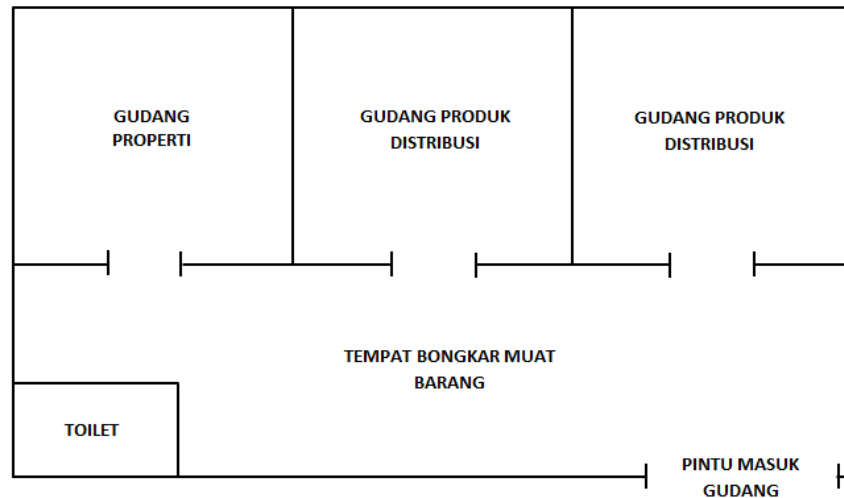 GUDANG
PROPERTI
GUDANG PRODUK
DISTRIBUSI
GUDANG PRODUK
DISTRIBUSI
TEMPAT BONGKAR MUAT
BARANG
TOILET
PINTU MASUK
GUDANG